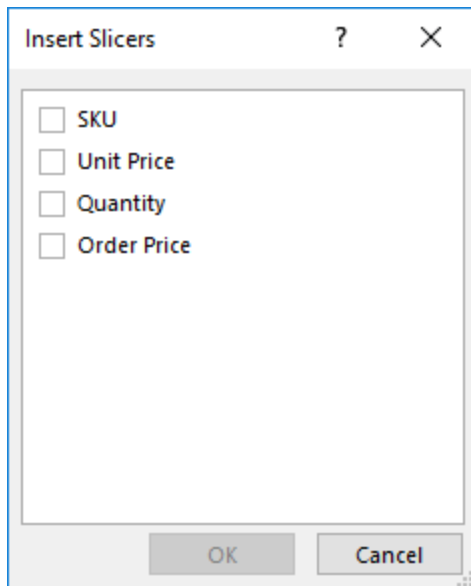 Insert Slicers ?
SKU
Unit Price
Quantity
Order Price
OK Cancel